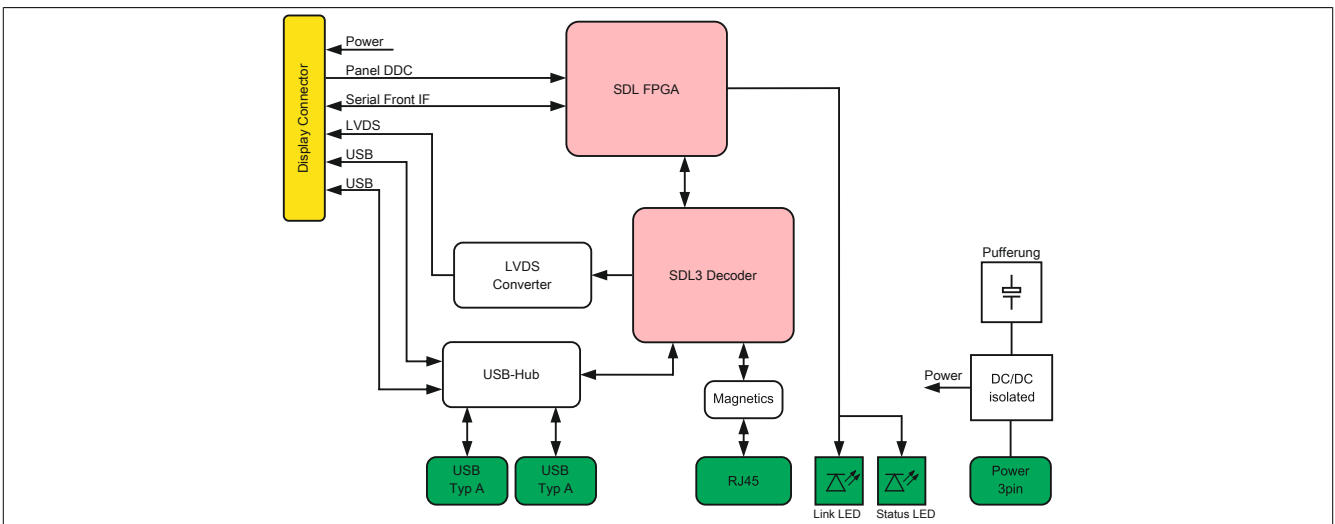 Display Connector
Power
Panel DDC
Serial Front IF
LVDS
USB
USB
SDL FPGA
SDL3 Decoder
LVDS
Converter
USB-Hub
Magnetics
USB
Typ A
USB
Typ A
RJ45
Link LED
Status LED
Pufferung
Power
DC/DC
isolated
Power
3pin